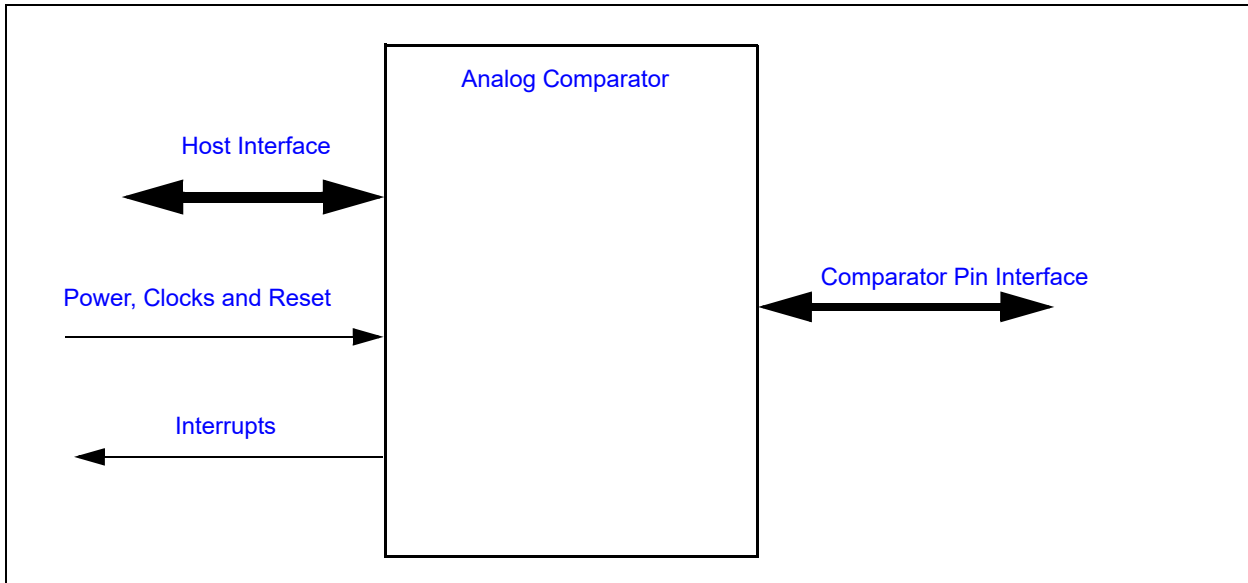 Analog Comparator
Host Interface
Comparator Pin Interface
Power, Clocks and Reset
Interrupts